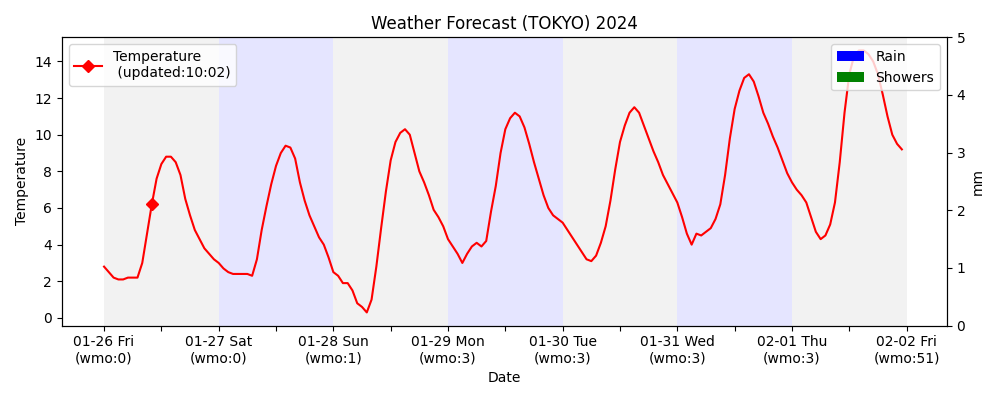 Weather Forecast (TOKYO) 2024
Temperature
(updated:10:02)
Rain
Showers
Temperature
14
12
10
8
6
4
2
0
5
4
3
2
1
0
mm
01-26 Fri
(wmo:0)
01-27 Sat
(wmo:0)
01-28 Sun
(wmo:1)
01-29 Mon
(wmo:3)
01-30 Tue
(wmo:3)
01-31 Wed
(wmo:3)
02-01 Thu
(wmo:3)
02-02 Fri
(wmo:51)
Date